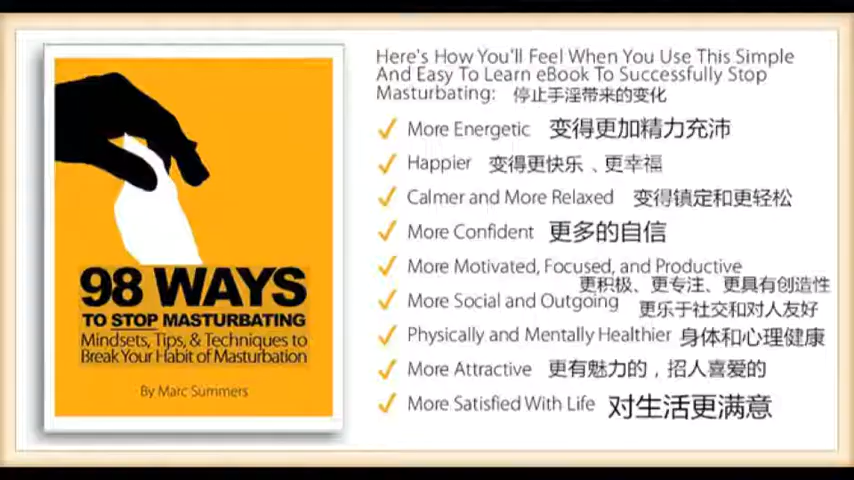 98 WAYS
TO STOP MASTURBATING
Mindsets, Tips, & Techniques to
Break Your Habit of Masturbation
By Marc Summers
Here's How You'll Feel When You Use This Simple
And Easy To Learn eBook To Successfully Stop
Masturbating: 停止手淫带来的变化
More Energetic 变得更加精力充沛
Happier 变得更快乐、更幸福
Calmer and More Relaxed 变得镇定和更轻松
More Confident 更多的自信
More Motivated, Focused, and Productive
更积极、更专注、更具有创造性
More Social and Outgoing 更乐于社交和对人友好
Physically and Mentally Healthier 身体和心理健康
More Attractive 更有魅力的，招人喜爱的
More Satisfied With Life 对生活更满意